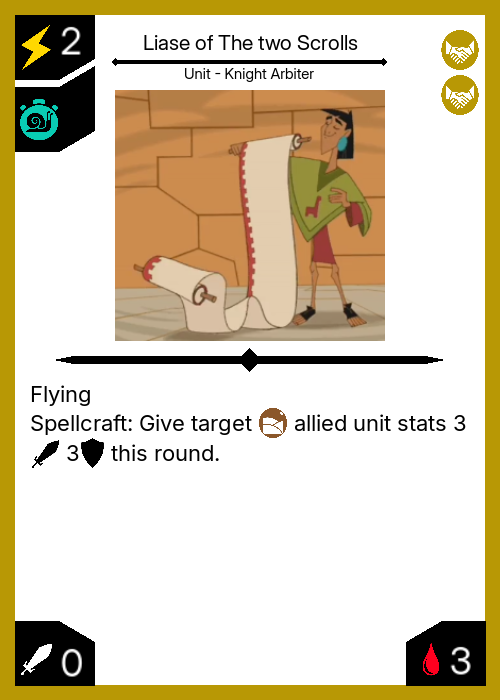 2
Liase of The two Scrolls
Unit - Knight Arbiter
Flying
Spellcraft: Give target allied unit stats 3
3 this round.
0
3